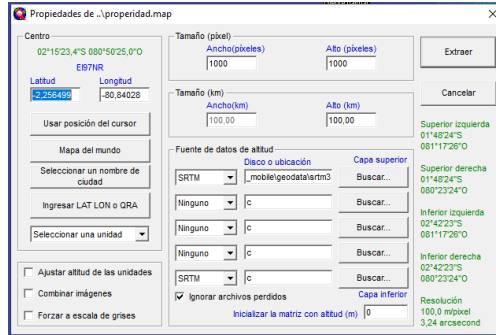 Propiedades de ..\properidad.map
Centro
02°15'23,4"S 080°50'25,0"O
EI97NR
Latitud Longitud
-2,256499 -80,84028
Usar posición del cursor
Mapa del mundo
Seleccionar un nombre de ciudad
Ingresar LAT LON o QRA
Seleccionar una unidad
Ajustar altitud de las unidades
Combinar imágenes
Forzar a escala de grises
Tamaño (píxel)
Ancho(píxeles) Alto (píxeles)
1000 1000
Tamaño (km)
Ancho(km) Alto (km)
100,00 100,00
Fuente de datos de altitud
Disco o ubicación Capa superior
SRTM _mobile\geodata\srtm3 Buscar...
Ninguno c Buscar...
Ninguno c Buscar...
Ninguno c Buscar...
SRTM c Buscar...
Ignorar archivos perdidos Capa inferior
Inicializar la matriz con altitud (m) 0
Extraer
Cancelar
Superior izquierda
01°48'24"S
081°17'26"O
Superior derecha
01°48'24"S
080°23'24"O
Inferior izquierda
02°42'23"S
081°17'26"O
Inferior derecha
02°42'23"S
080°23'24"O
Resolución
100,0 m/pixel
3,24 arcsecond